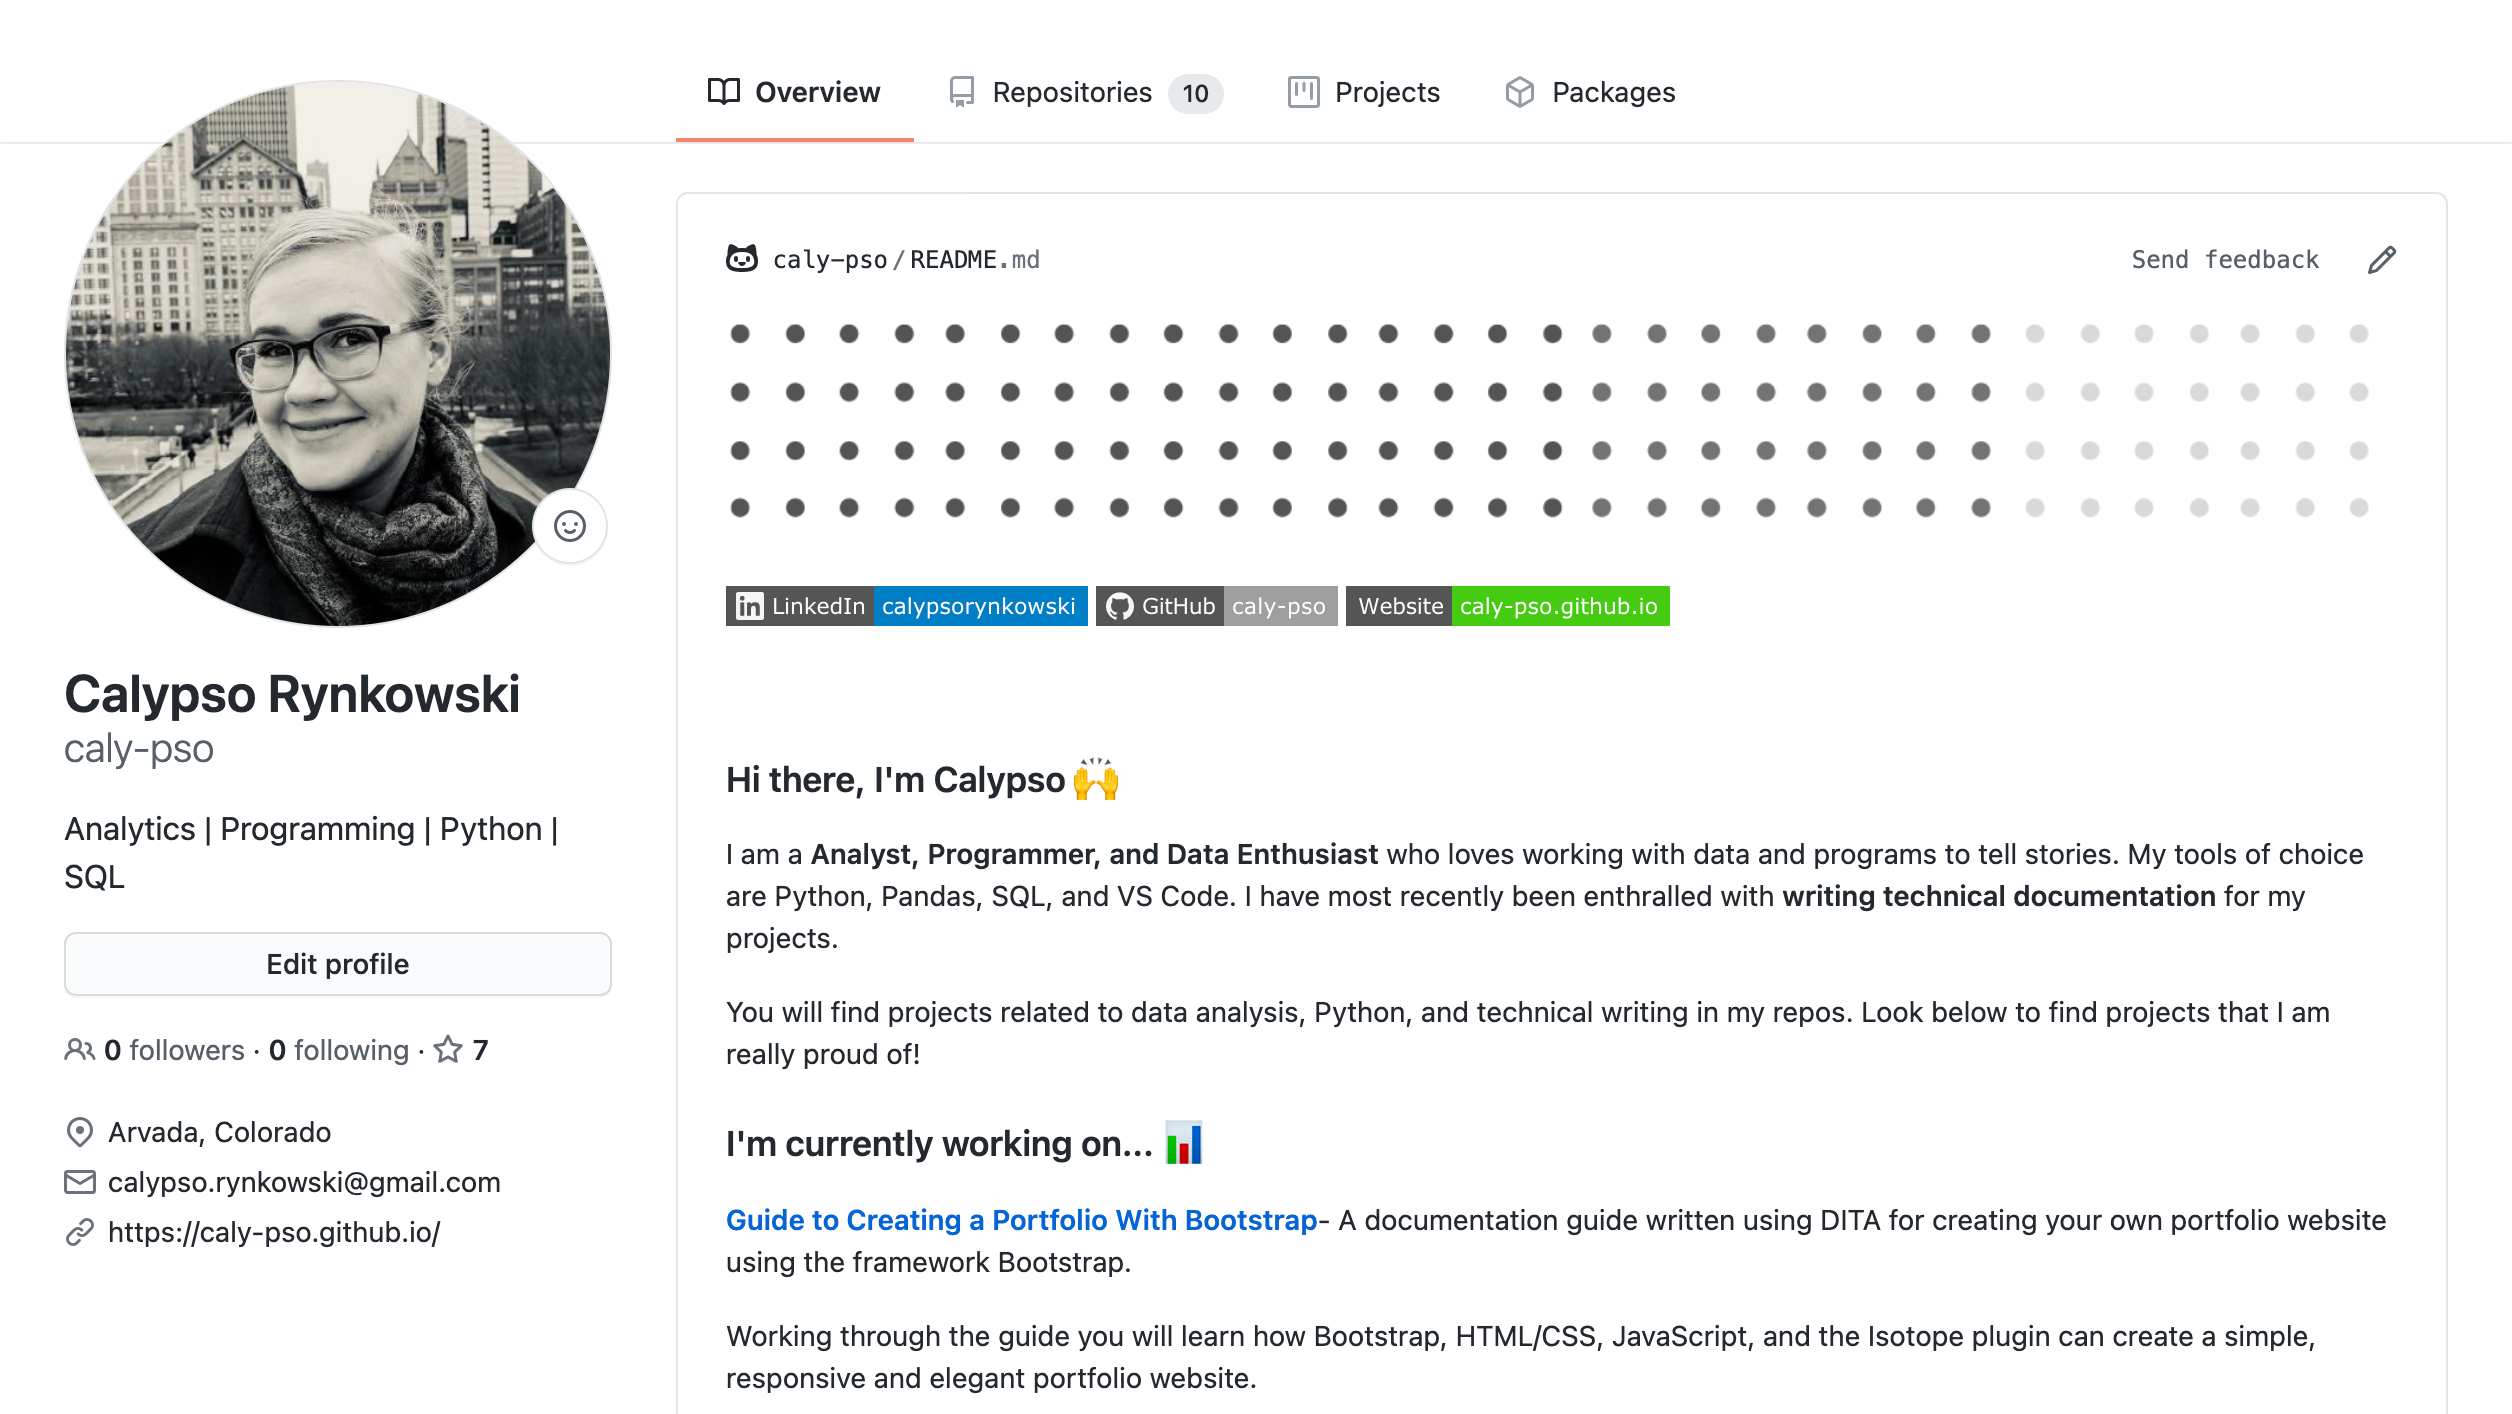 Overview
Repositories 10
Projects
Packages
Calypso Rynkowski
caly-pso
Analytics | Programming | Python |
SQL
Edit profile
0 followers · 0 following · 7
Arvada, Colorado
calypso.rynkowski@gmail.com
https://caly-pso.github.io/
caly-pso/README.md
Send feedback
LinkedIn calypsorynkowski
GitHub caly-pso
Website caly-pso.github.io
Hi there, I'm Calypso 🙌
I am a Analyst, Programmer, and Data Enthusiast who loves working with data and programs to tell stories. My tools of choice
are Python, Pandas, SQL, and VS Code. I have most recently been enthralled with writing technical documentation for my
projects.
You will find projects related to data analysis, Python, and technical writing in my repos. Look below to find projects that I am
really proud of!
I'm currently working on... 📊
Guide to Creating a Portfolio With Bootstrap- A documentation guide written using DITA for creating your own portfolio website
using the framework Bootstrap.
Working through the guide you will learn how Bootstrap, HTML/CSS, JavaScript, and the Isotope plugin can create a simple,
responsive and elegant portfolio website.